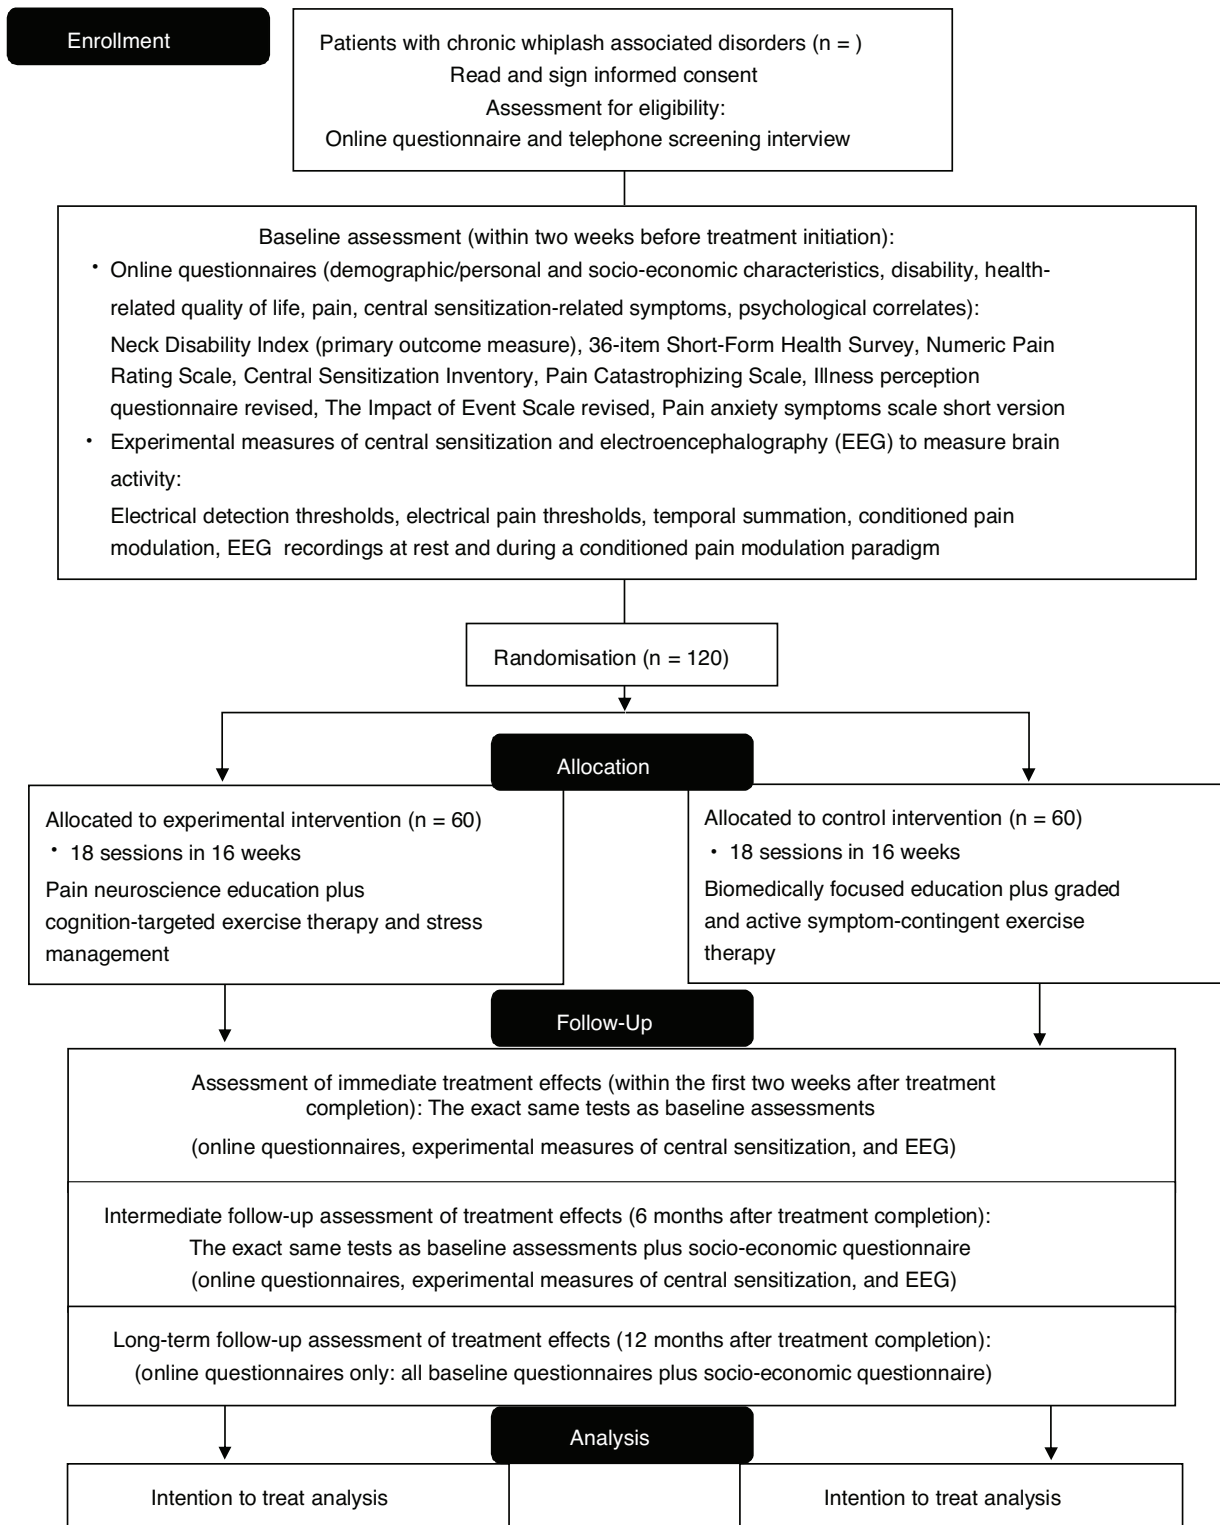 Enrollment
Patients with chronic whiplash associated disorders (n = )
Read and sign informed consent
Assessment for eligibility:
Online questionnaire and telephone screening interview
Baseline assessment (within two weeks before treatment initiation):
• Online questionnaires (demographic/personal and socio-economic characteristics, disability, health-
related quality of life, pain, central sensitization-related symptoms, psychological correlates):
Neck Disability Index (primary outcome measure), 36-item Short-Form Health Survey, Numeric Pain
Rating Scale, Central Sensitization Inventory, Pain Catastrophizing Scale, Illness perception
questionnaire revised, The Impact of Event Scale revised, Pain anxiety symptoms scale short version
• Experimental measures of central sensitization and electroencephalography (EEG) to measure brain
activity:
Electrical detection thresholds, electrical pain thresholds, temporal summation, conditioned pain
modulation, EEG recordings at rest and during a conditioned pain modulation paradigm
Randomisation (n = 120)
Allocation
Allocated to experimental intervention (n = 60)
• 18 sessions in 16 weeks
Pain neuroscience education plus
cognition-targeted exercise therapy and stress
management
Allocated to control intervention (n = 60)
• 18 sessions in 16 weeks
Biomedically focused education plus graded
and active symptom-contingent exercise
therapy
Follow-Up
Assessment of immediate treatment effects (within the first two weeks after treatment
completion): The exact same tests as baseline assessments
(online questionnaires, experimental measures of central sensitization, and EEG)
Intermediate follow-up assessment of treatment effects (6 months after treatment completion):
The exact same tests as baseline assessments plus socio-economic questionnaire
(online questionnaires, experimental measures of central sensitization, and EEG)
Long-term follow-up assessment of treatment effects (12 months after treatment completion):
(online questionnaires only: all baseline questionnaires plus socio-economic questionnaire)
Analysis
Intention to treat analysis
Intention to treat analysis